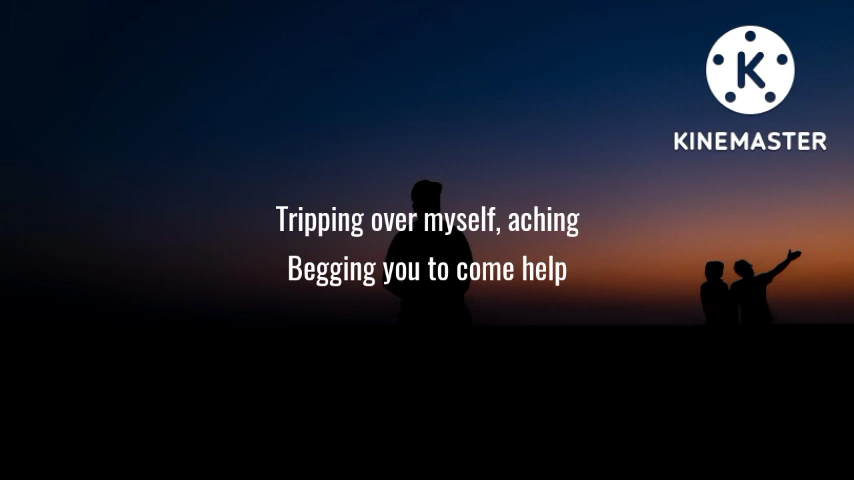 K
KINEMASTER
Tripping over myself, aching
Begging you to come help